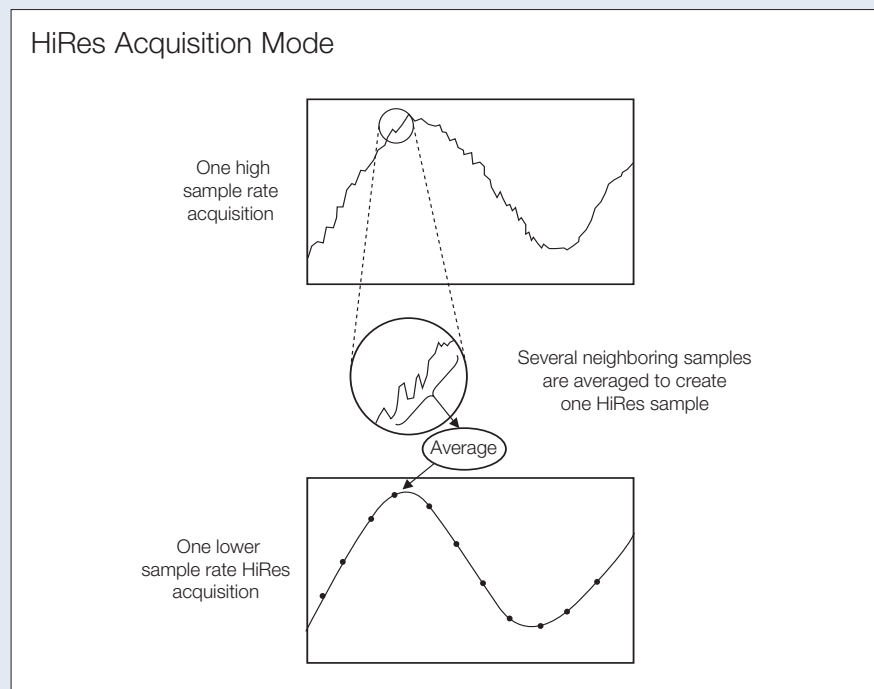 HiRes Acquisition Mode
One high
sample rate
acquisition
Several neighboring samples
are averaged to create
one HiRes sample
Average
One lower
sample rate HiRes
acquisition